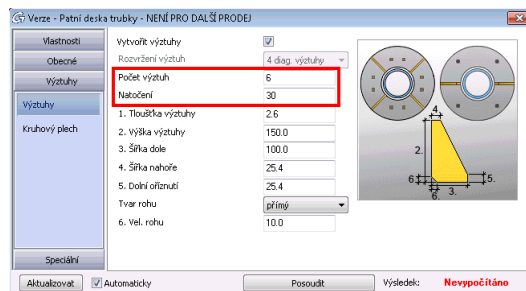 Verze - Patní deska trubky - NENÍ PRO DALŠÍ PRODEJ
Vlastnosti
Obecné
Výztuhy
Výztuhy
Kruhový plech
Speciální
Vytvořit výztuhy
Rozvržení výztuh 4 diag. výztuhy
Počet výztuh 6
Natočení 30
1. Tloušťka výztuhy 2.6
2. Výška výztuhy 150.0
3. Šířka dole 100.0
4. Šířka nahoře 25.4
5. Dolní oříznutí 25.4
Tvar rohu přímý
6. Vel. rohu 10.0
4.
2.
6.
5.
3.
6.
Aktualizovat Automaticky Posoudit Výsledek: Nevypočítáno